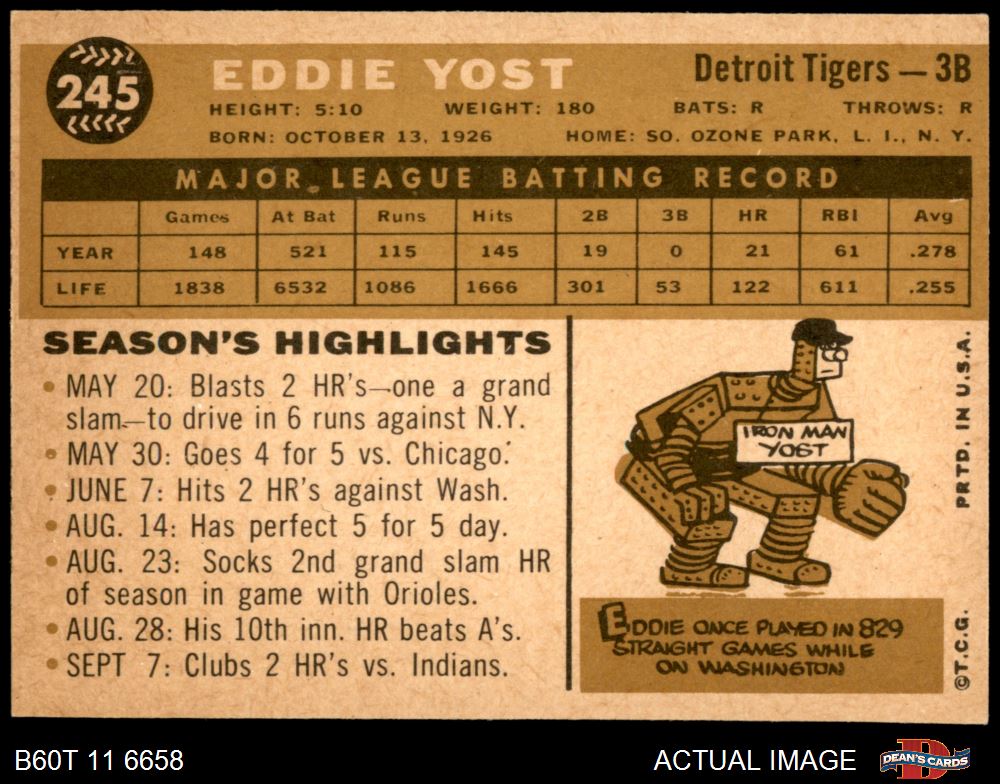 245
EDDIE YOST
Detroit Tigers — 3B
HEIGHT: 5:10 WEIGHT: 180 BATS: R THROWS: R
BORN: OCTOBER 13, 1926 HOME: SO. OZONE PARK, L. I., N. Y.
MAJOR LEAGUE BATTING RECORD
Games At Bat Runs Hits 2B 3B HR RBI Avg
YEAR 148 521 115 145 19 0 21 61 .278
LIFE 1838 6532 1086 1666 301 53 122 611 .255
SEASON'S HIGHLIGHTS
• MAY 20: Blasts 2 HR's—one a grand
slam—to drive in 6 runs against N.Y.
• MAY 30: Goes 4 for 5 vs. Chicago.
• JUNE 7: Hits 2 HR's against Wash.
• AUG. 14: Has perfect 5 for 5 day.
• AUG. 23: Socks 2nd grand slam HR
of season in game with Orioles.
• AUG. 28: His 10th inn. HR beats A's.
• SEPT 7: Clubs 2 HR's vs. Indians.
IRON MAN
YOST
EDDIE ONCE PLAYED IN 829
STRAIGHT GAMES WHILE
ON WASHINGTON
PRTD. IN U.S.A.
©T.C.G.
B60T 11 6658
ACTUAL IMAGE
D
DEAN'S CARDS